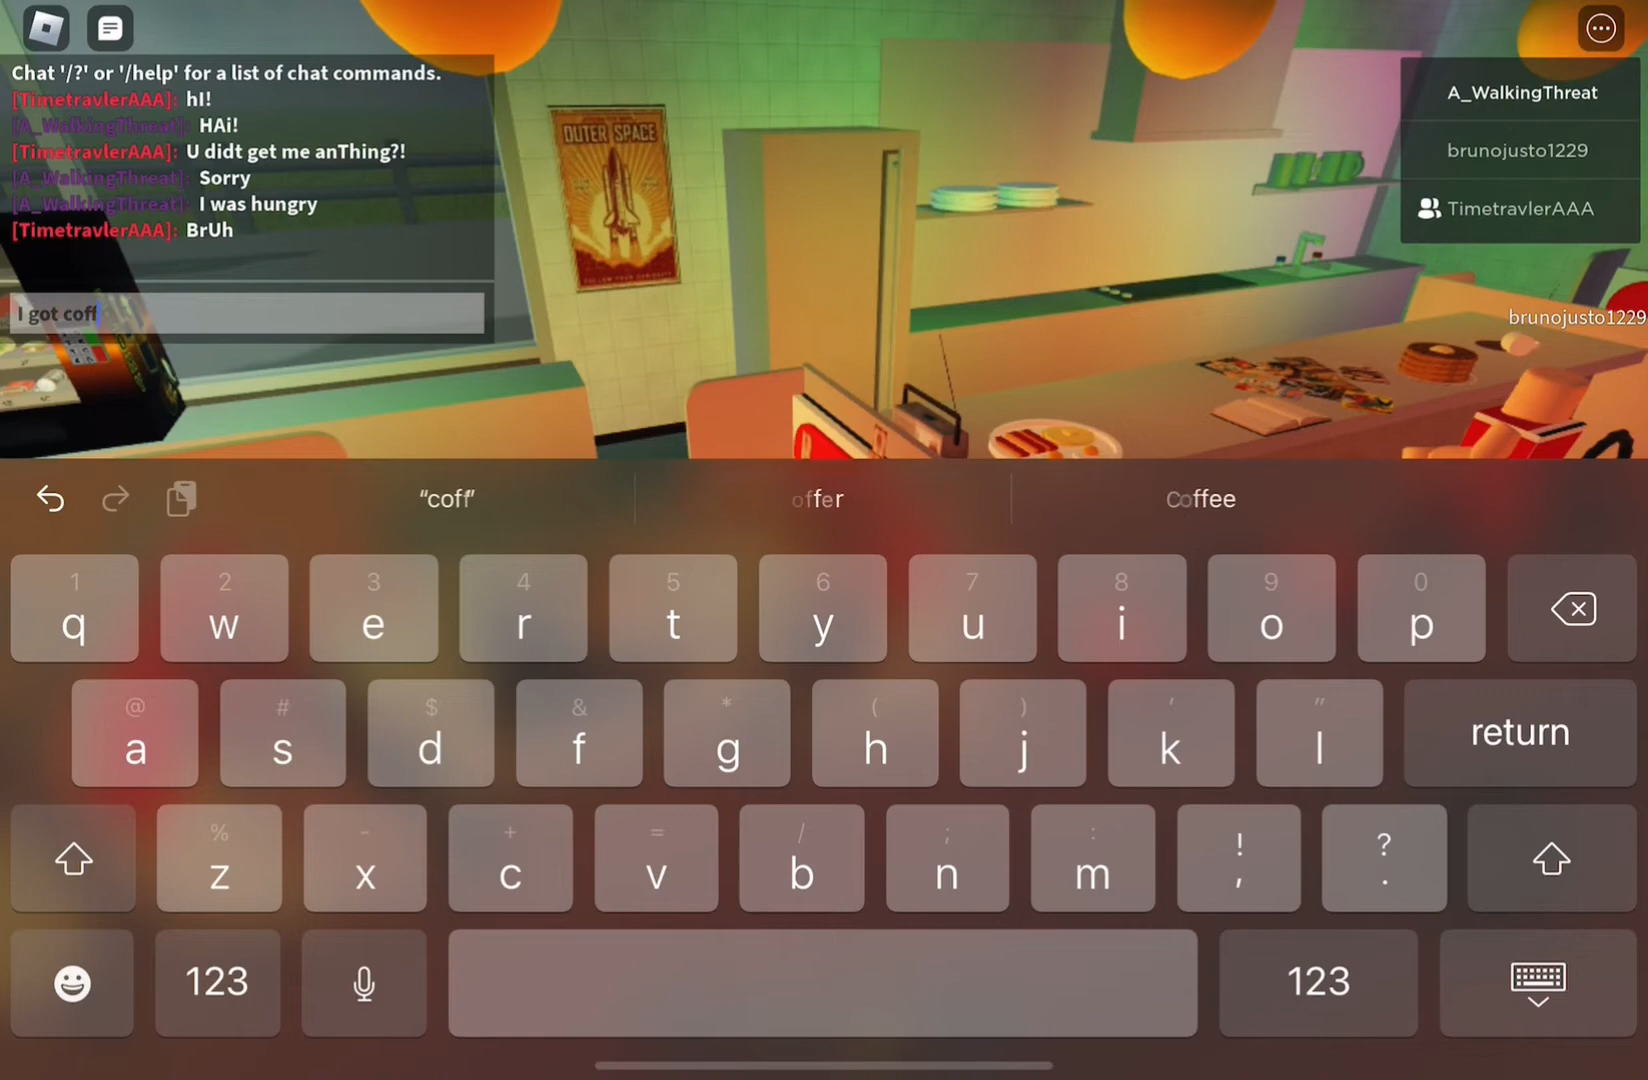 Chat '/?' or '/help' for a list of chat commands.
[TimetravlerAAA]: hI!
[A_WalkingThreat]: HAi!
[TimetravlerAAA]: U didt get me anThing?!
[A_WalkingThreat]: Sorry
[A_WalkingThreat]: I was hungry
[TimetravlerAAA]: BrUh
I got coff
OUTER SPACE
A_WalkingThreat
brunojusto1229
TimetravlerAAA
brunojusto1229
“coff” offer Coffee
1 2 3 4 5 6 7 8 9 0
q w e r t y u i o p
@ # $ & * ( ) ' "
a s d f g h j k l return
% - + = / ; : ! ?
z x c v b n m , .
123 123